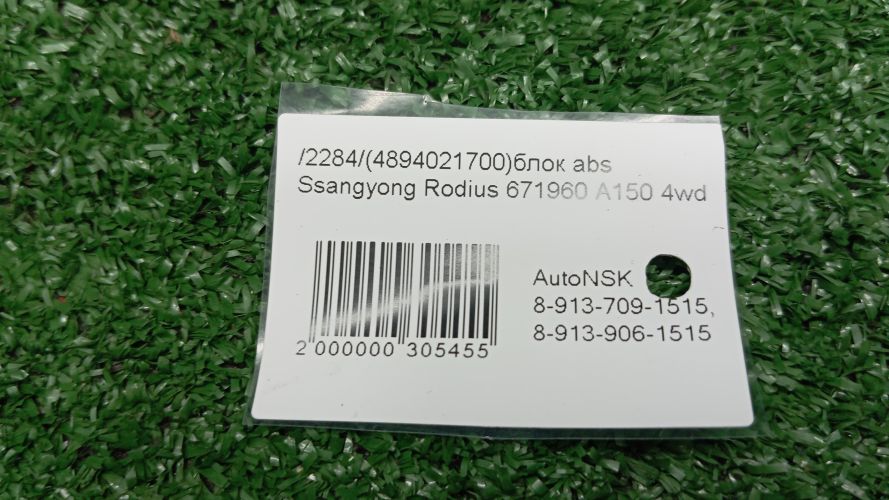 /2284/(4894021700)блок abs
Ssangyong Rodius 671960 A150 4wd
AutoNSK
8-913-709-1515,
8-913-906-1515
2 000000 305455